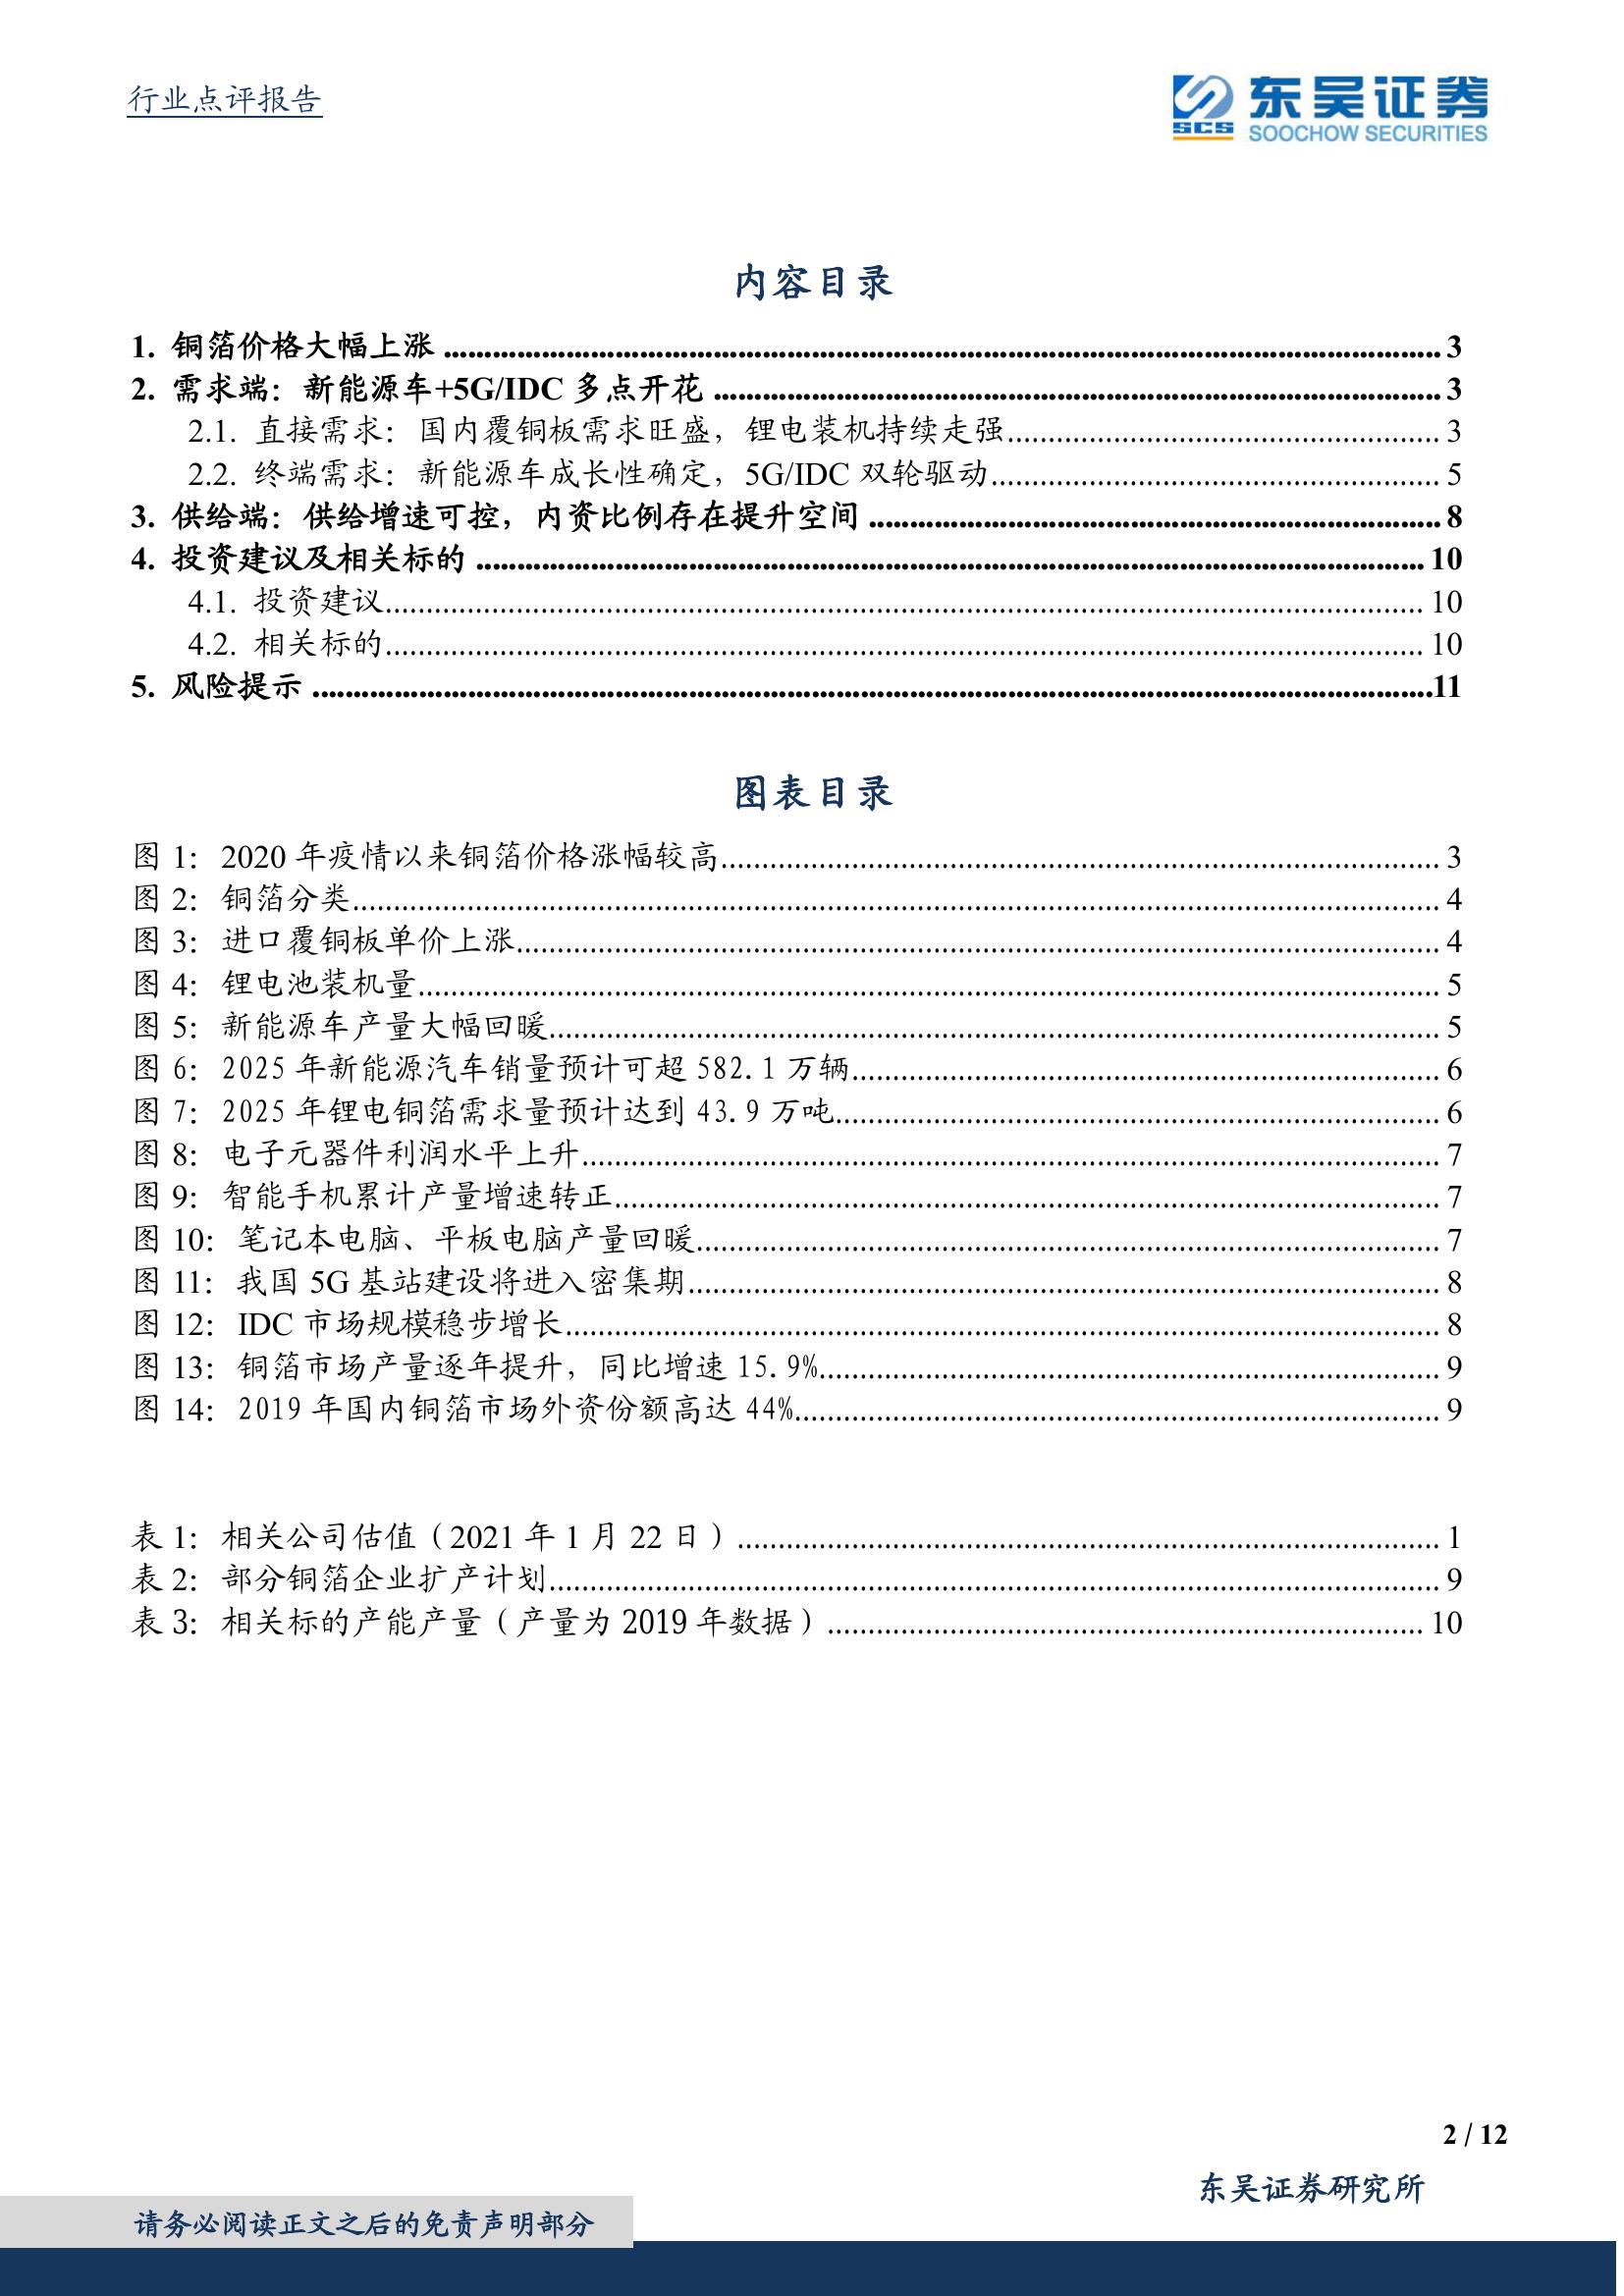 行业点评报告
东吴证券
SCS
SOOCHOW SECURITIES
内容目录
1. 铜箔价格大幅上涨 ........ 3
2. 需求端：新能源车+5G/IDC 多点开花 ........ 3
2.1. 直接需求：国内覆铜板需求旺盛，锂电装机持续走强........ 3
2.2. 终端需求：新能源车成长性确定，5G/IDC 双轮驱动........ 5
3. 供给端：供给增速可控，内资比例存在提升空间 ........ 8
4. 投资建议及相关标的 ........ 10
4.1. 投资建议........ 10
4.2. 相关标的........ 10
5. 风险提示 ........11
图表目录
图 1：2020 年疫情以来铜箔价格涨幅较高........ 3
图 2：铜箔分类........ 4
图 3：进口覆铜板单价上涨........ 4
图 4：锂电池装机量........ 5
图 5：新能源车产量大幅回暖........ 5
图 6：2025 年新能源汽车销量预计可超 582.1 万辆........ 6
图 7：2025 年锂电铜箔需求量预计达到 43.9 万吨........ 6
图 8：电子元器件利润水平上升........ 7
图 9：智能手机累计产量增速转正........ 7
图 10：笔记本电脑、平板电脑产量回暖........ 7
图 11：我国 5G 基站建设将进入密集期........ 8
图 12：IDC 市场规模稳步增长........ 8
图 13：铜箔市场产量逐年提升，同比增速 15.9%........ 9
图 14：2019 年国内铜箔市场外资份额高达 44%........ 9
表 1：相关公司估值（2021 年 1 月 22 日）........ 1
表 2：部分铜箔企业扩产计划........ 9
表 3：相关标的产能产量（产量为 2019 年数据）........ 10
2 / 12
东吴证券研究所
请务必阅读正文之后的免责声明部分